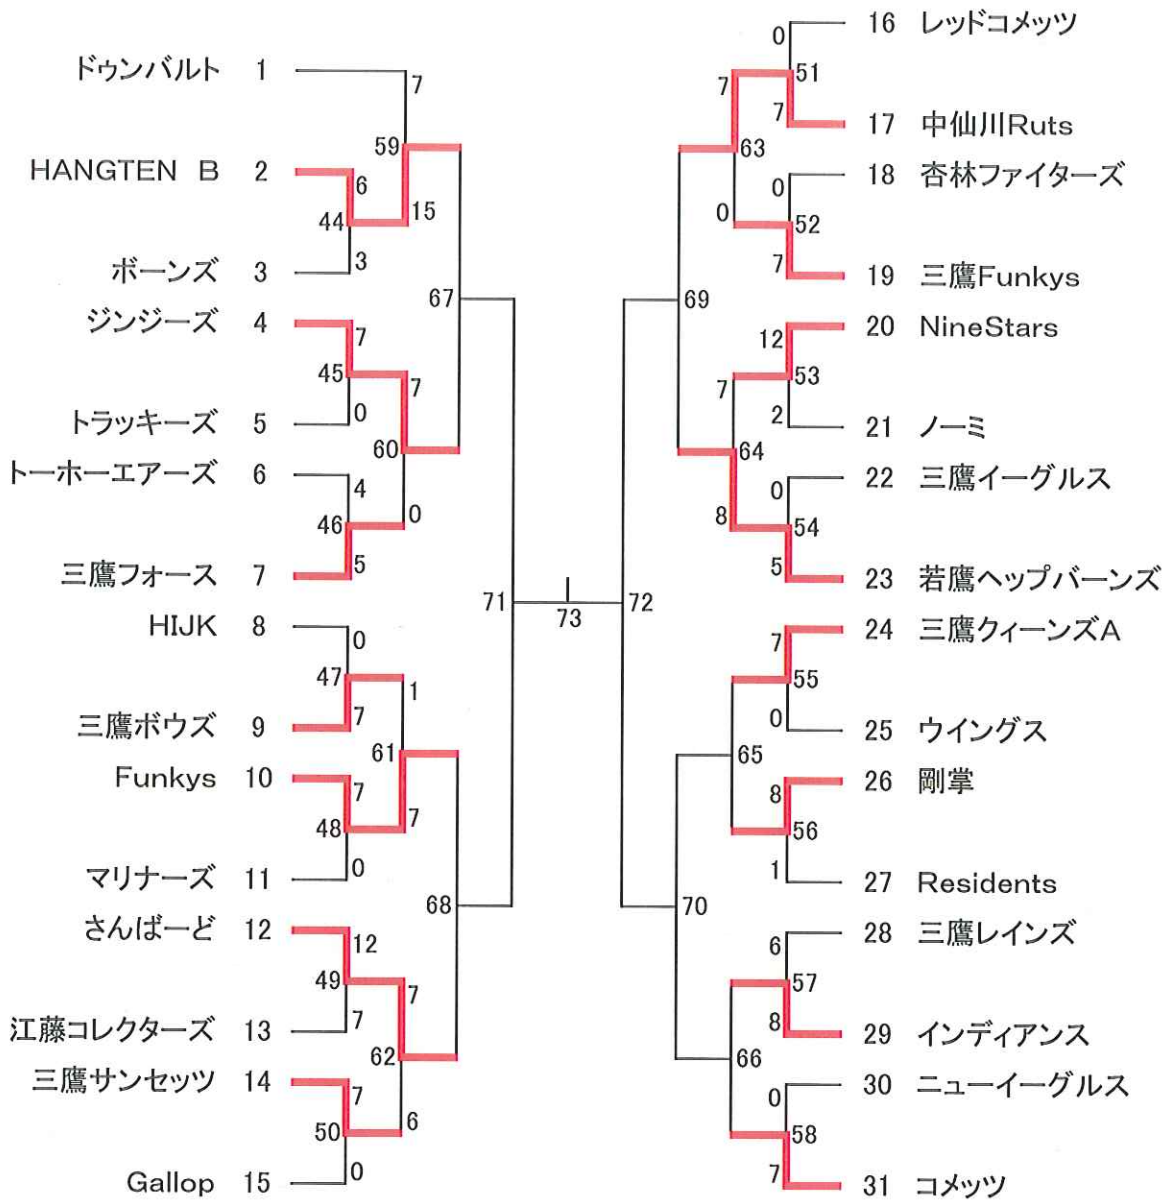 ドゥンバルト 1
HANGTEN B 2
ボーンズ 3
ジンジーズ 4
トラッキーズ 5
トーホーエアーズ 6
三鷹フォース 7
HIJK 8
三鷹ボウズ 9
Funkys 10
マリナーズ 11
さんばーど 12
江藤コレクターズ 13
三鷹サンセッツ 14
Gallop 15
7
59
6
15
44
3
67
7
45
7
0
60
4
0
46
5
71
0
47
1
7
61
7
7
48
0
68
12
49
7
7
62
7
6
50
0
73
16 レッドコメッツ
17 中仙川Ruts
18 杏林ファイターズ
19 三鷹Funkys
20 NineStars
21 ノーミ
22 三鷹イーグルス
23 若鷹ヘップバーンズ
24 三鷹クィーンズA
25 ウイングス
26 剛掌
27 Residents
28 三鷹レインズ
29 インディアンス
30 ニューイーグルス
31 コメッツ
0
51
7
7
63
0
0
52
7
69
12
53
7
2
64
0
8
54
5
72
7
55
0
65
8
56
1
70
6
57
8
66
0
58
7